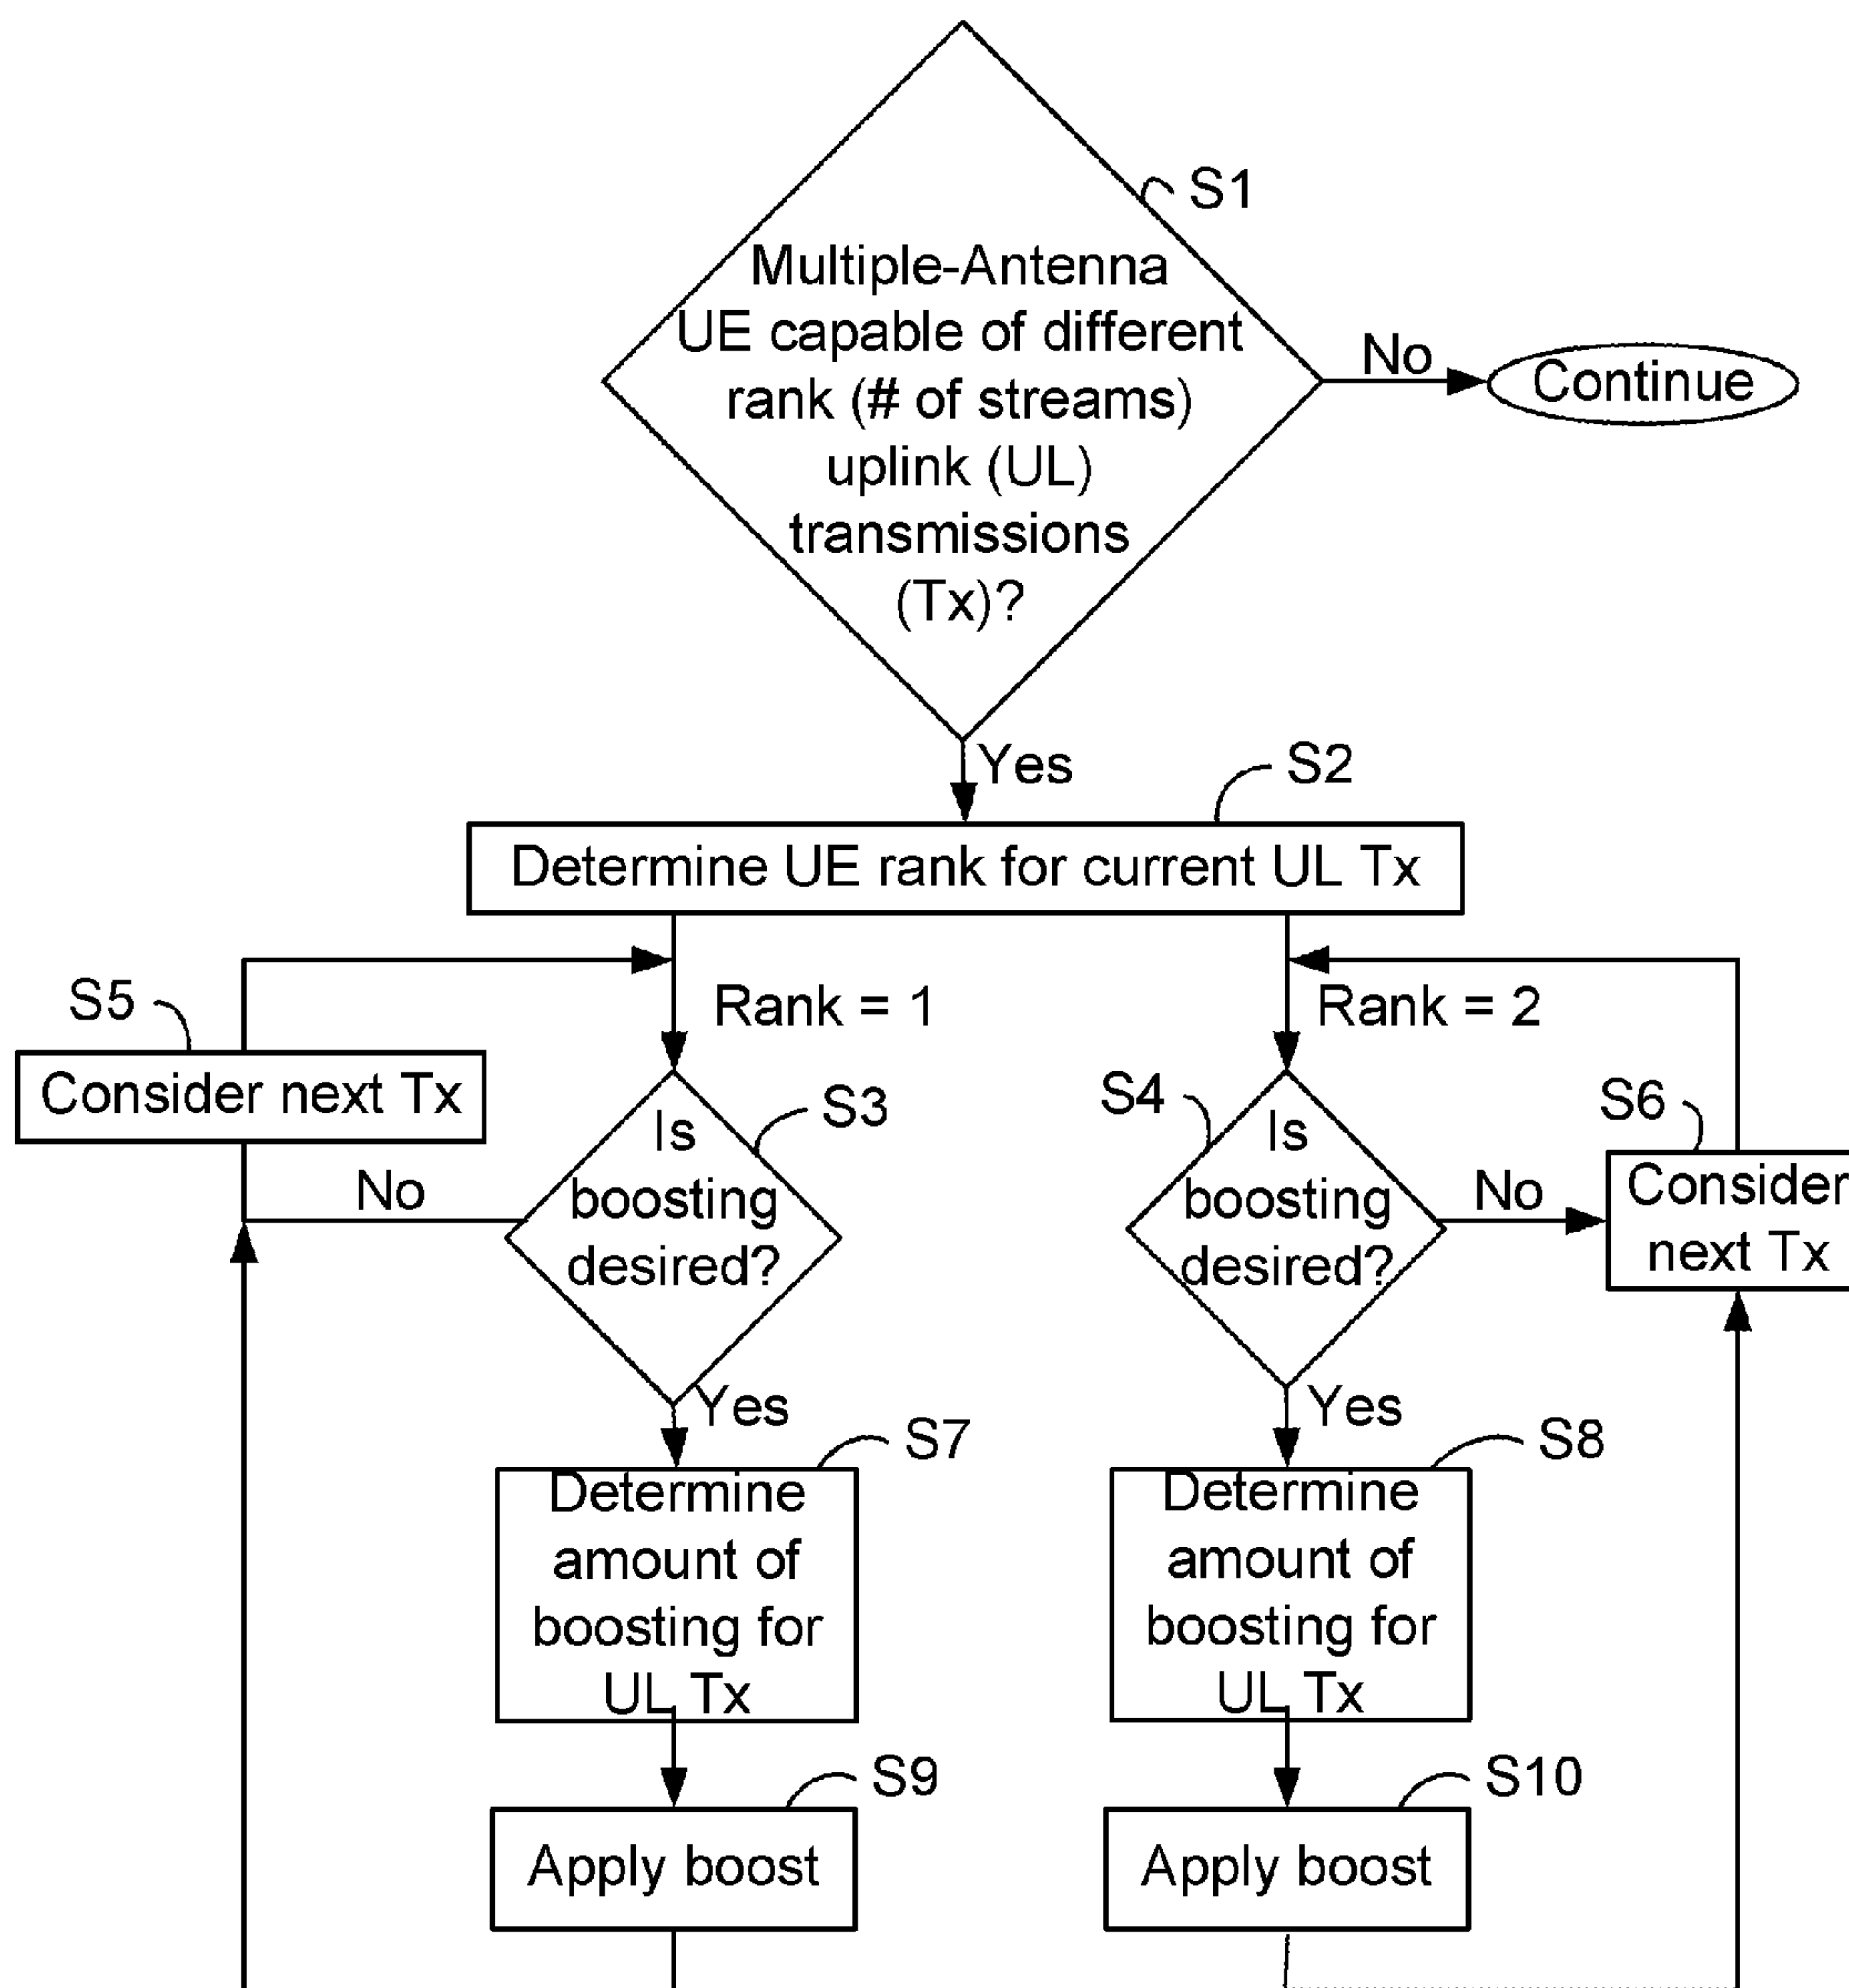 S1
Multiple-Antenna
UE capable of different
rank (# of streams)
uplink (UL)
transmissions
(Tx)?
No
Continue
Yes
S2
Determine UE rank for current UL Tx
S5
Rank = 1
Rank = 2
Consider next Tx
S3
S4
S6
Is
boosting
desired?
No
Is
boosting
desired?
No
Consider
next Tx
Yes
Yes
S7
S8
Determine
amount of
boosting for
UL Tx
Determine
amount of
boosting for
UL Tx
S9
S10
Apply boost
Apply boost